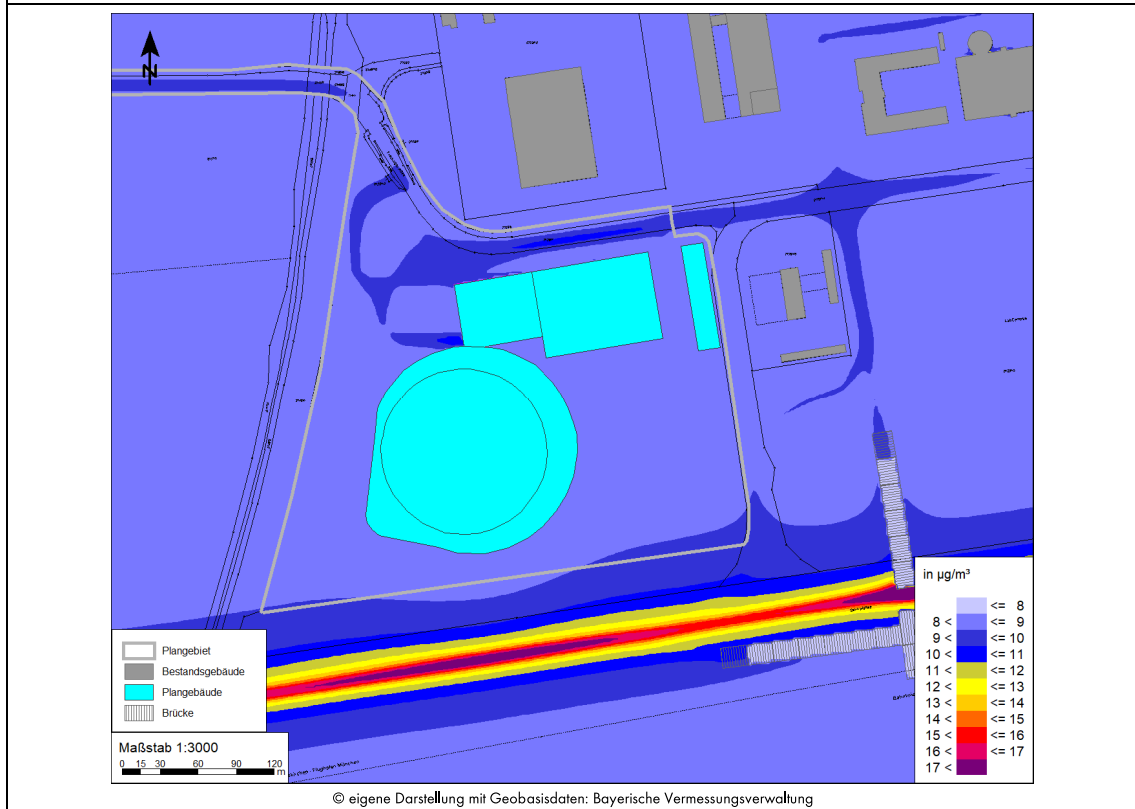 N
in µg/m³
<= 8
8 < <= 9
9 < <= 10
10 < <= 11
11 < <= 12
12 < <= 13
13 < <= 14
14 < <= 15
15 < <= 16
16 < <= 17
17 <
Plangebiet
Bestandsgebäude
Plangebäude
Brücke
Maßstab 1:3000
0 15 30 60 90 120
m
- Flughafen München
© eigene Darstellung mit Geobasisdaten: Bayerische Vermessungsverwaltung